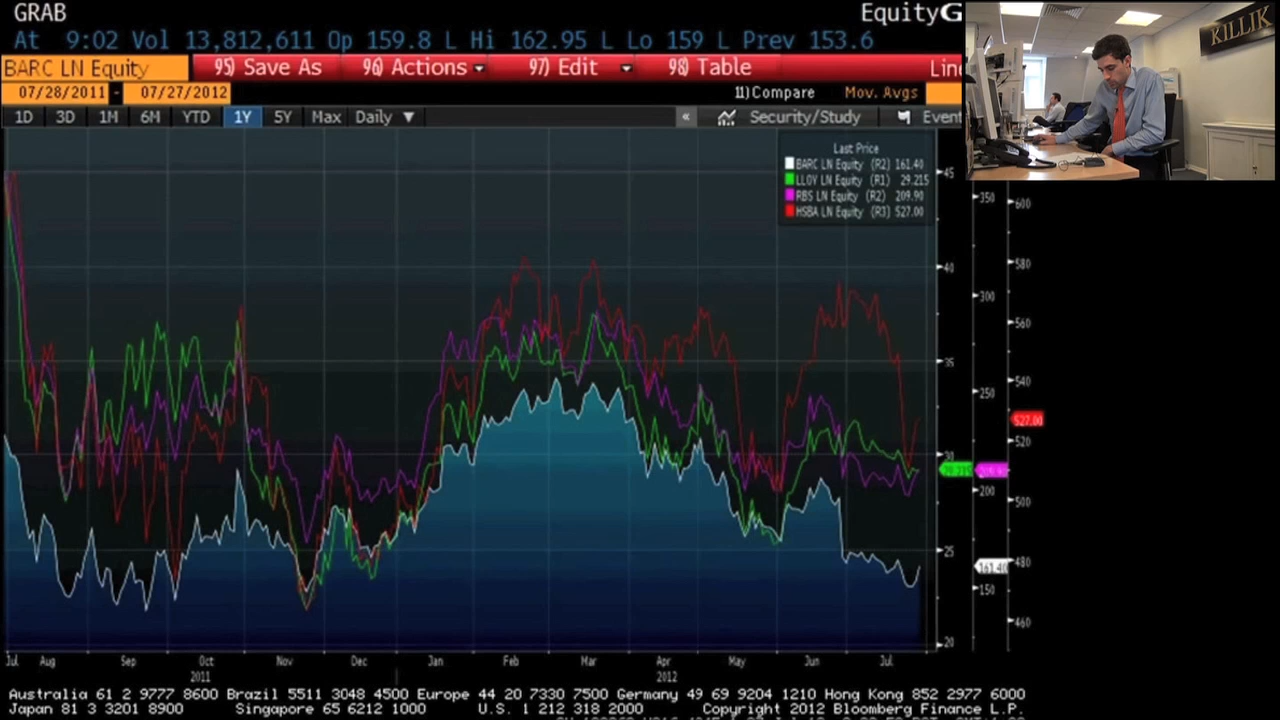 GRAB EquityG
At 9:02 Vol 13,812,611 Op 159.8 L Hi 162.95 L Lo 159 L Prev 153.6
KILLIK
BARC LN Equity 95) Save As 96) Actions 97) Edit 98) Table Line
07/28/2011 - 07/27/2012 11)Compare Mov. Avgs
1D 3D 1M 6M YTD 1Y 5Y Max Daily « Security/Study Event
Last Price
BARC LN Equity (R2) 161.40
LLOY LN Equity (R1) 29.215
RBS LN Equity (R2) 209.90
HSBA LN Equity (R3) 527.00
45 350 600
40 580
300
560
35
540
250
527.00
520
30
29.215 209.90
200
500
25
161.40 480
150
460
20
Jul Aug Sep Oct Nov Dec Jan Feb Mar Apr May Jun Jul
2011 2012
Australia 61 2 9777 8600 Brazil 5511 3048 4500 Europe 44 20 7330 7500 Germany 49 69 9204 1210 Hong Kong 852 2977 6000
Japan 81 3 3201 8900 Singapore 65 6212 1000 U.S. 1 212 318 2000 Copyright 2012 Bloomberg Finance L.P.